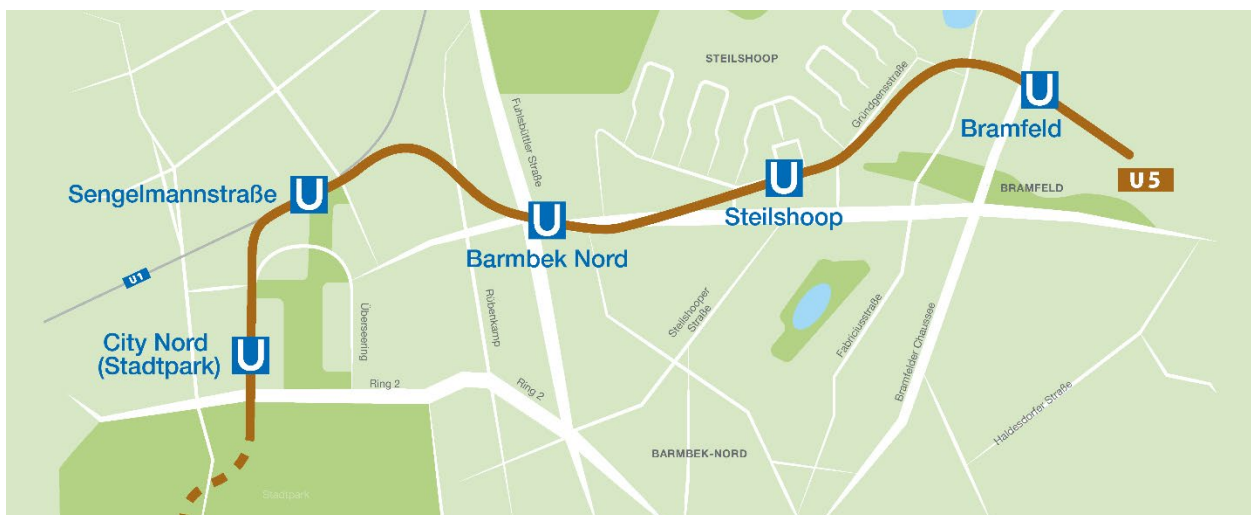 STEILSHOOP
Fuhlsbüttler Straße
Gründgensstraße
U
Bramfeld
U
Sengelmannstraße
U
Steilshoop
BRAMFELD
U5
U
Barmbek Nord
U1
Überseering
Rübenkamp
Steilshooper
Straße
Fabriciusstraße
Bramfelder Chaussee
City Nord
(Stadtpark)
U
Ring 2
Ring 2
Haldesdorfer Straße
BARMBEK-NORD
Stadtpark